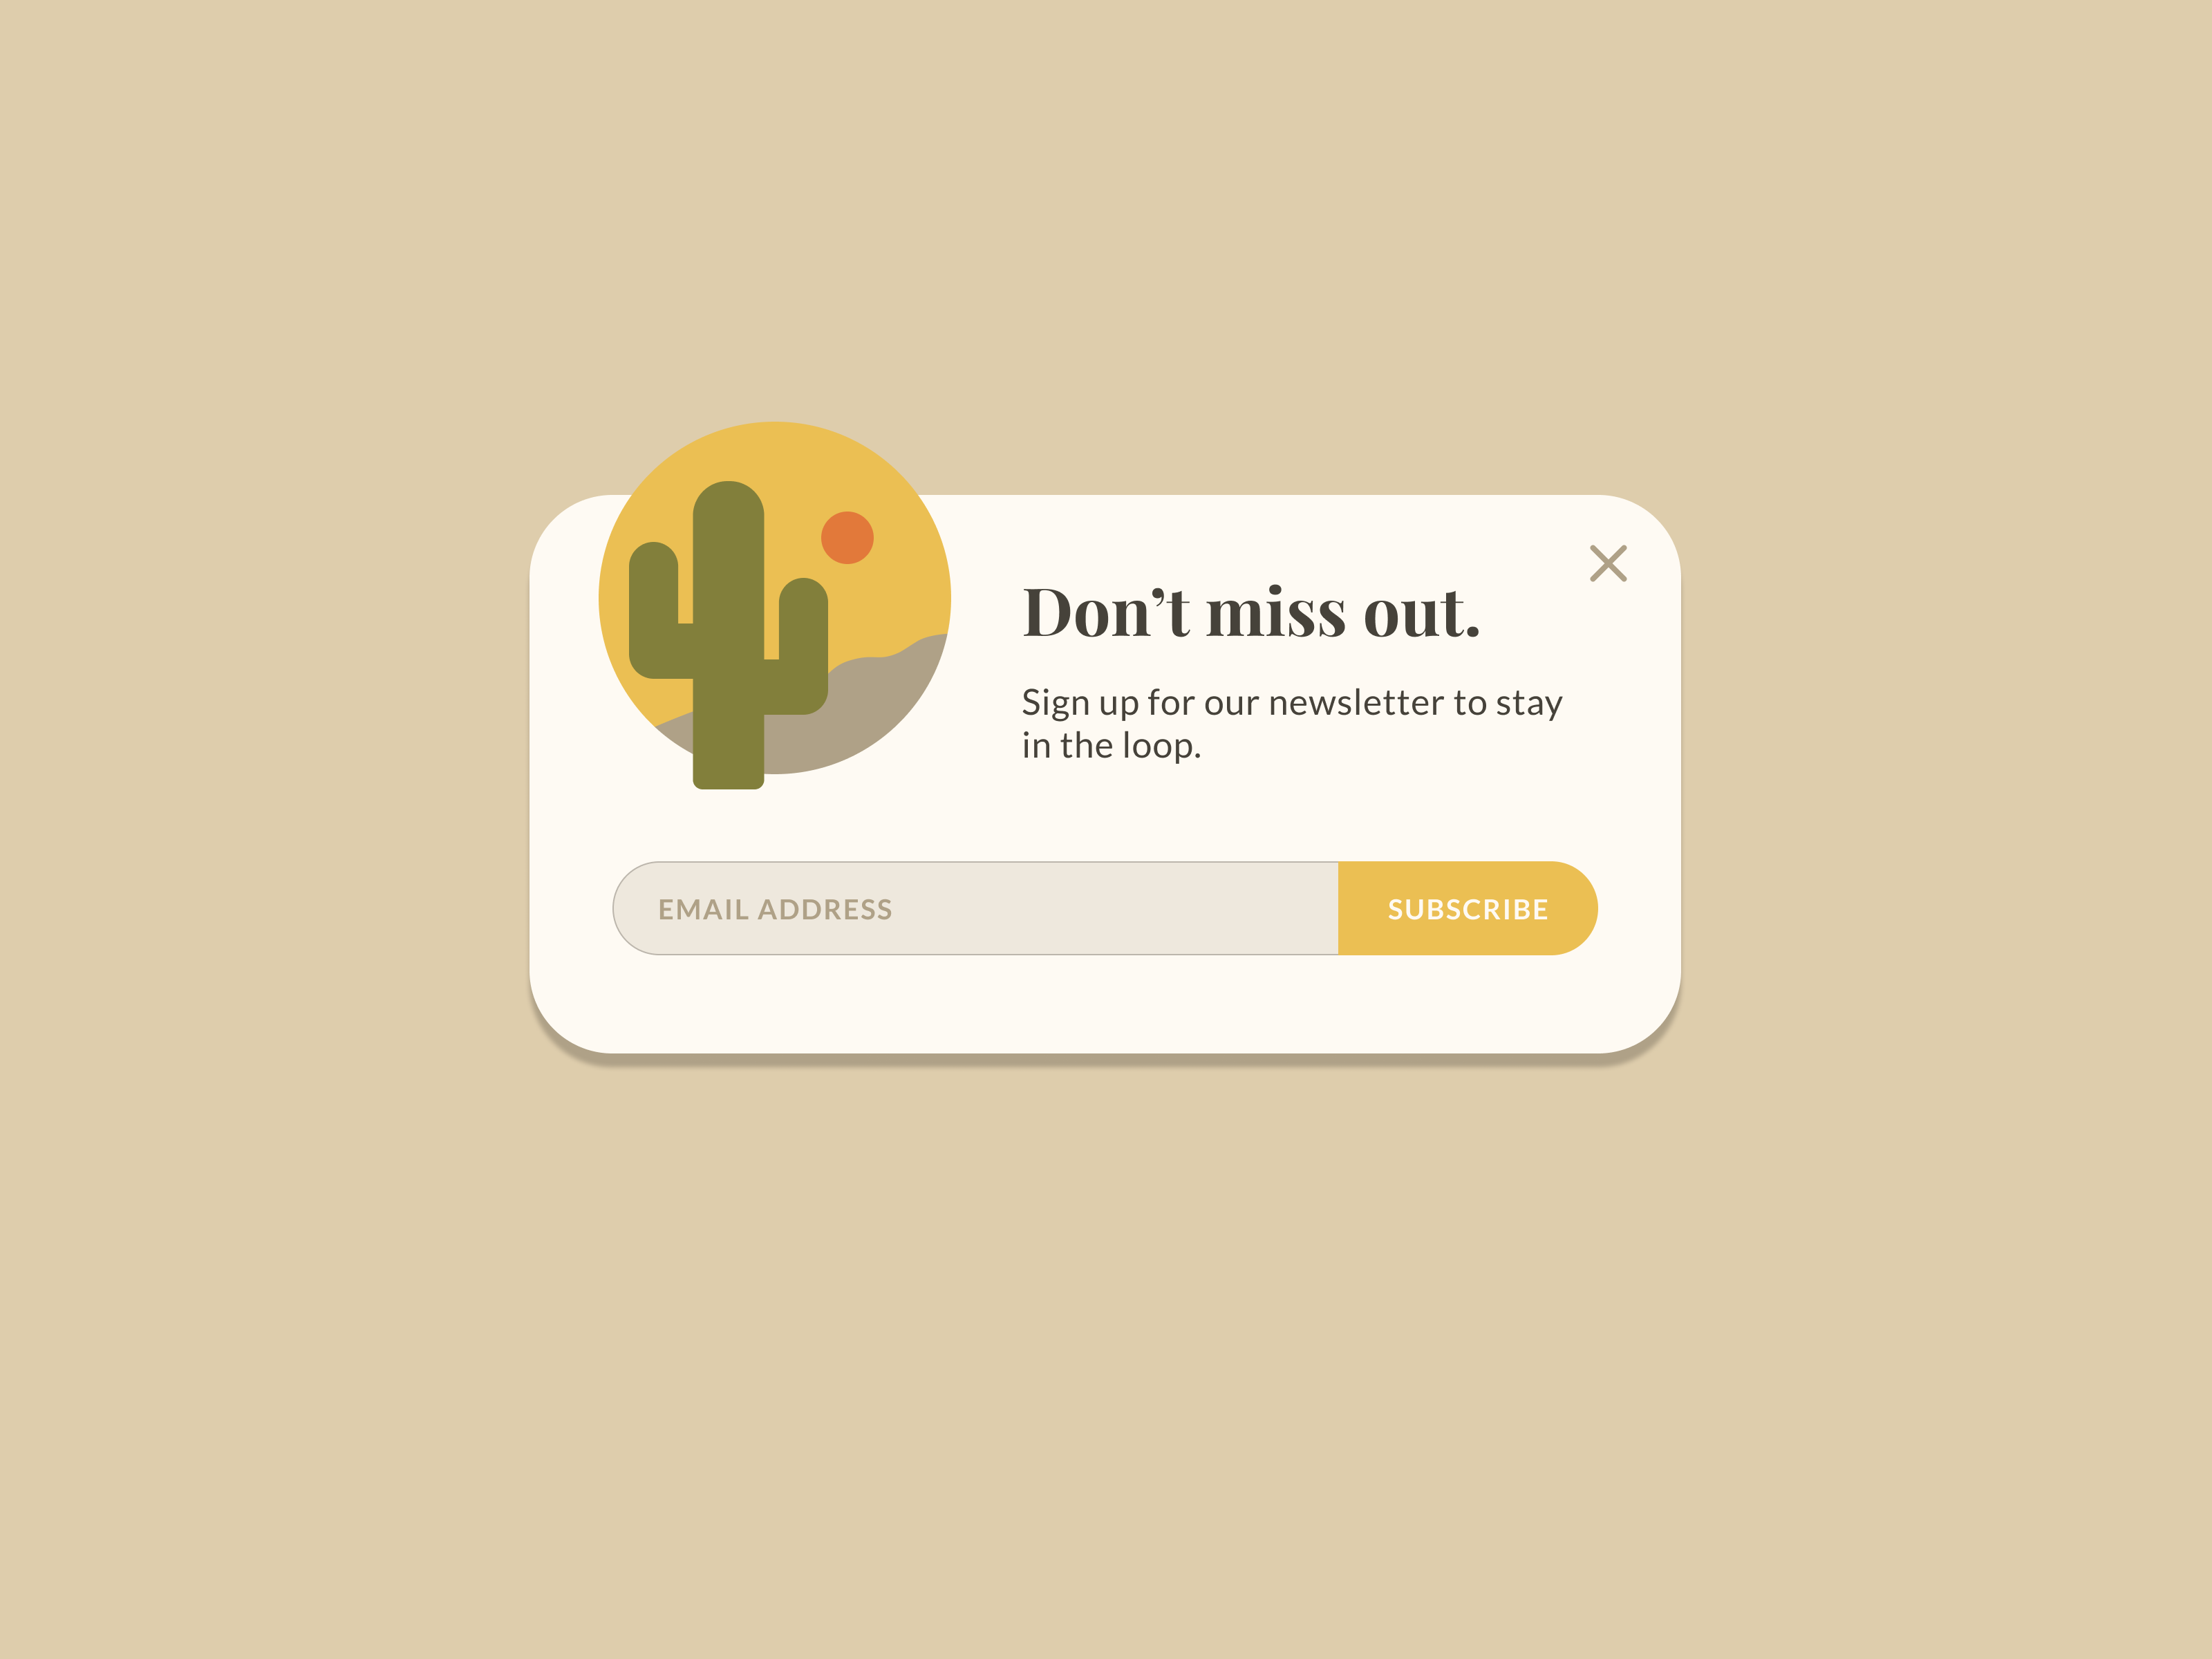 Don't miss out.
Sign up for our newsletter to stay
in the loop.
EMAIL ADDRESS
SUBSCRIBE